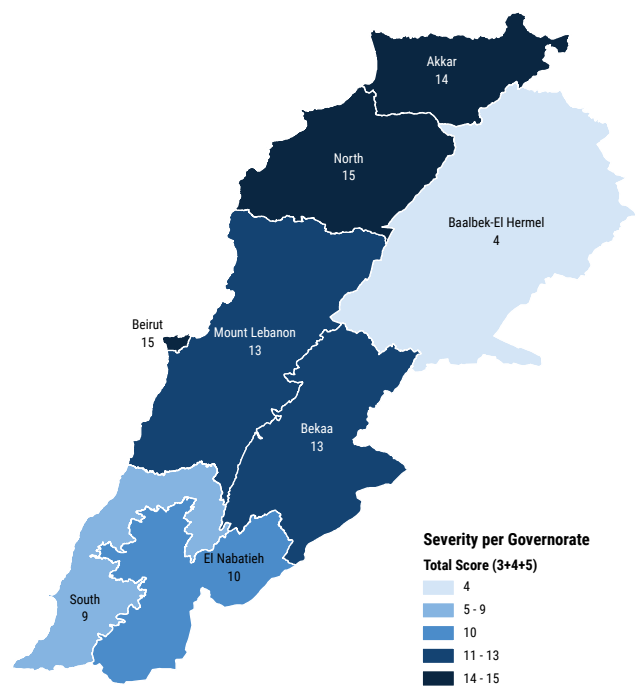 Akkar
14
North
15
Baalbek-El Hermel
4
Beirut
15
Mount Lebanon
13
Bekaa
13
El Nabatieh
10
South
9
Severity per Governorate
Total Score (3+4+5)
4
5 - 9
10
11 - 13
14 - 15